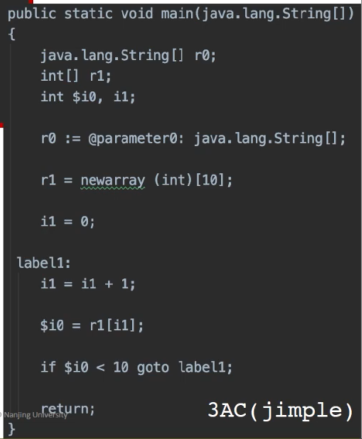 public static void main(java.lang.String[])
{
java.lang.String[] r0;
int[] r1;
int $i0, i1;
r0 := @parameter0: java.lang.String[];
r1 = newarray (int)[10];
i1 = 0;
label1:
i1 = i1 + 1;
$i0 = r1[i1];
if $i0 < 10 goto label1;
return;
Nanjing University
3AC(jimple)
}